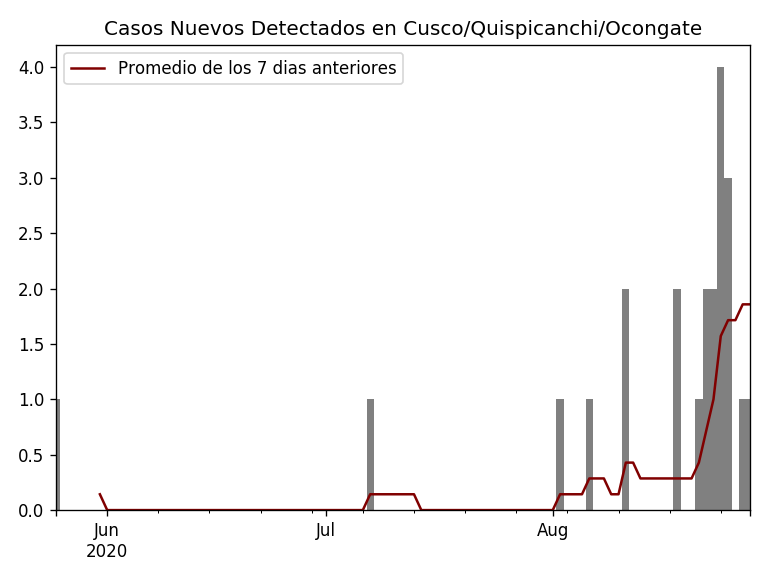 Casos Nuevos Detectados en Cusco/Quispicanchi/Ocongate
Promedio de los 7 dias anteriores
4.0
3.5
3.0
2.5
2.0
1.5
1.0
0.5
0.0
Jun
2020
Jul
Aug